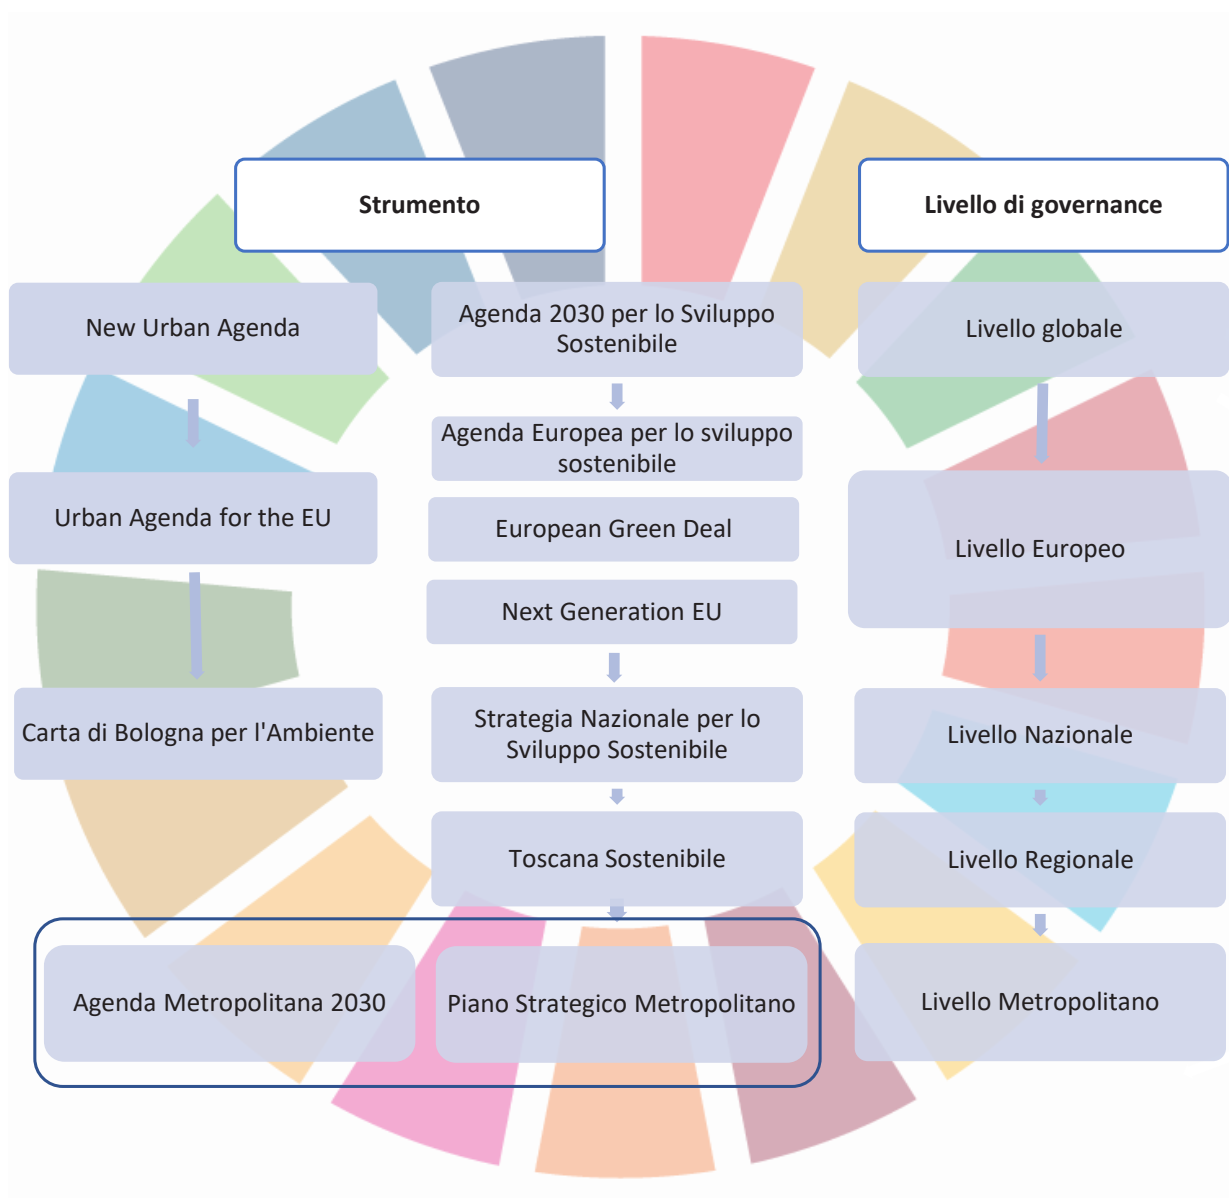 Strumento
Livello di governance
New Urban Agenda
Agenda 2030 per lo Sviluppo
Sostenibile
Livello globale
Agenda Europea per lo sviluppo
sostenibile
Urban Agenda for the EU
European Green Deal
Livello Europeo
Next Generation EU
Carta di Bologna per l'Ambiente
Strategia Nazionale per lo
Sviluppo Sostenibile
Livello Nazionale
Toscana Sostenibile
Livello Regionale
Agenda Metropolitana 2030
Piano Strategico Metropolitano
Livello Metropolitano